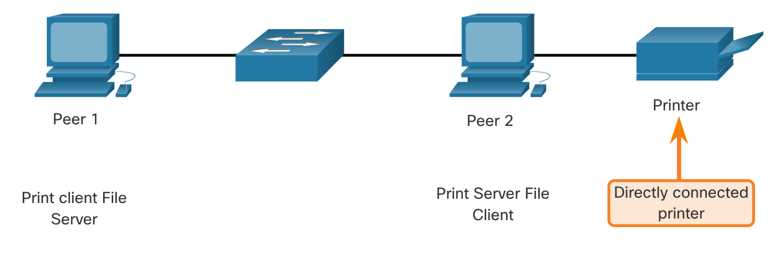 Peer 1
Peer 2
Printer
Print client File
Server
Print Server File
Client
Directly connected
printer